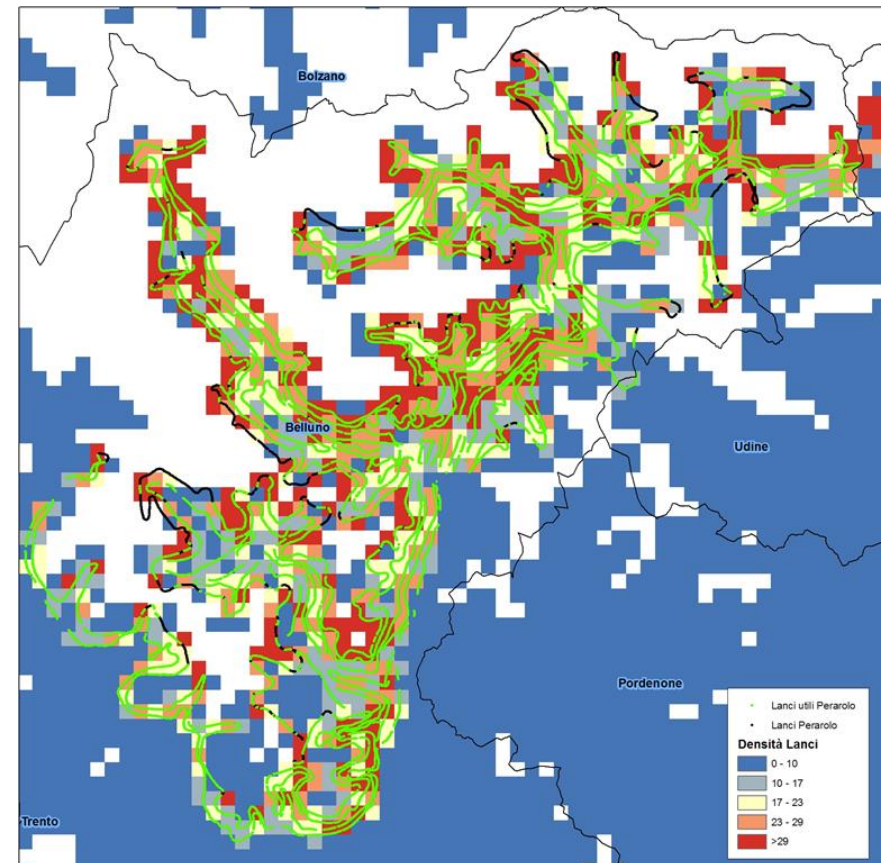 Bolzano
Belluno
Udine
Pordenone
Trento
Lanci utili Perarolo
Lanci Perarolo
Densità Lanci
0 - 10
10 - 17
17 - 23
23 - 29
>29